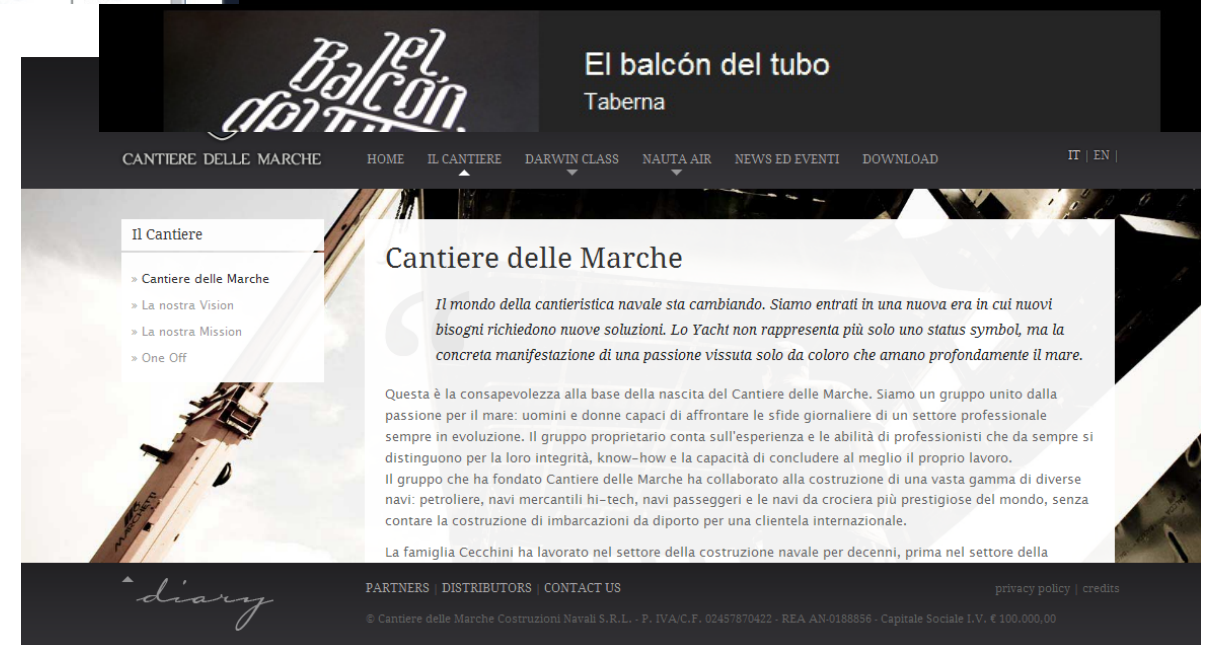 el
Balcón
del Tubo.
El balcón del tubo
Taberna
CANTIERE DELLE MARCHE
HOME IL CANTIERE DARWIN CLASS NAUTA AIR NEWS ED EVENTI DOWNLOAD
IT | EN |
Il Cantiere
» Cantiere delle Marche
» La nostra Vision
» La nostra Mission
» One Off
Cantiere delle Marche
“
Il mondo della cantieristica navale sta cambiando. Siamo entrati in una nuova era in cui nuovi
bisogni richiedono nuove soluzioni. Lo Yacht non rappresenta più solo uno status symbol, ma la
concreta manifestazione di una passione vissuta solo da coloro che amano profondamente il mare.
Questa è la consapevolezza alla base della nascita del Cantiere delle Marche. Siamo un gruppo unito dalla
passione per il mare: uomini e donne capaci di affrontare le sfide giornaliere di un settore professionale
sempre in evoluzione. Il gruppo proprietario conta sull'esperienza e le abilità di professionisti che da sempre si
distinguono per la loro integrità, know-how e la capacità di concludere al meglio il proprio lavoro.
Il gruppo che ha fondato Cantiere delle Marche ha collaborato alla costruzione di una vasta gamma di diverse
navi: petroliere, navi mercantili hi-tech, navi passeggeri e le navi da crociera più prestigiose del mondo, senza
contare la costruzione di imbarcazioni da diporto per una clientela internazionale.
La famiglia Cecchini ha lavorato nel settore della costruzione navale per decenni, prima nel settore della
diary
PARTNERS | DISTRIBUTORS | CONTACT US
privacy policy | credits
© Cantiere delle Marche Costruzioni Navali S.R.L. - P. IVA/C.F. 02457870422 - REA AN-0188856 - Capitale Sociale I.V. € 100.000,00